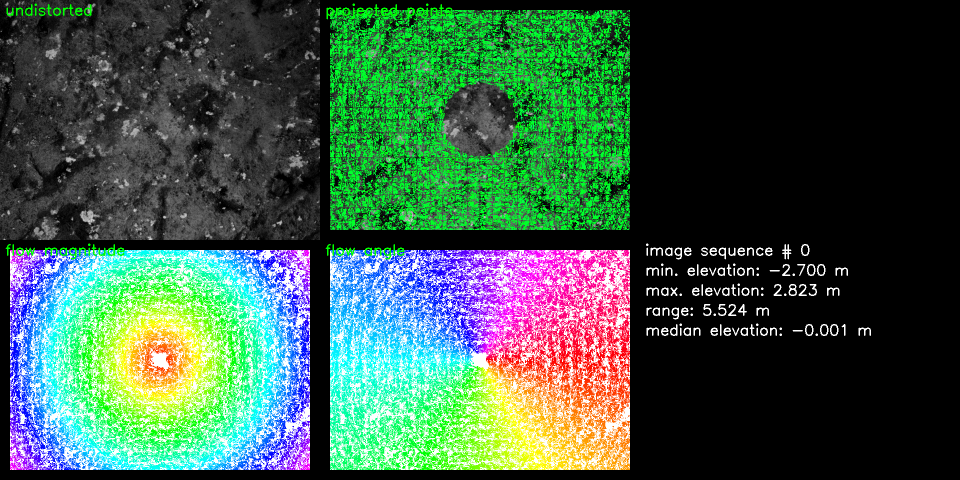 undistorted
projected points
flow magnitude
flow angle
image sequence # 0
min. elevation: −2.700 m
max. elevation: 2.823 m
range: 5.524 m
median elevation: −0.001 m